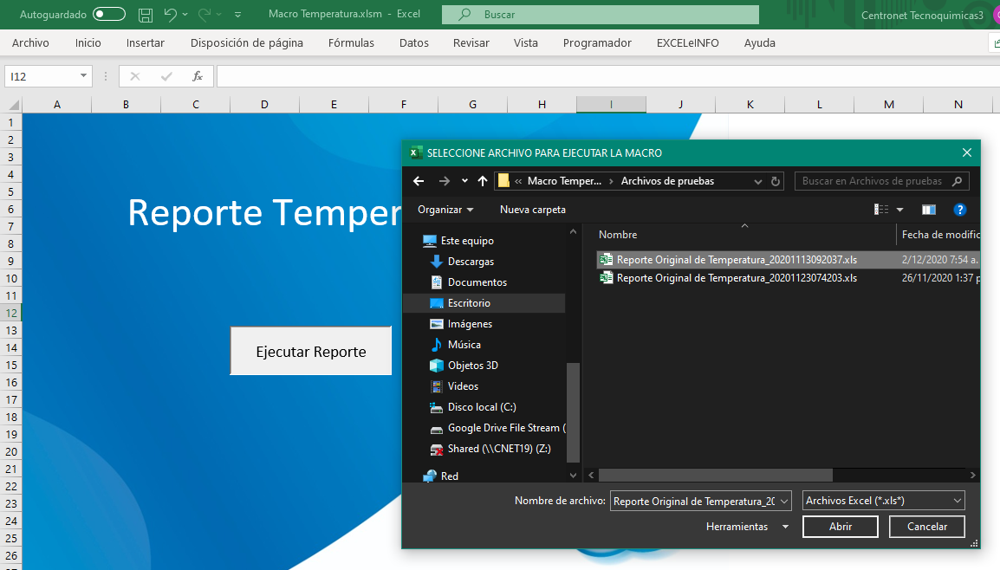 Autoguardado
Macro Temperatura.xlsm - Excel
Buscar
Centronet Tecnoquimicas3
Archivo Inicio Insertar Disposición de página Fórmulas Datos Revisar Vista Programador EXCELeINFO Ayuda
I12
fx
A B C D E F G H I J K L M N
1
2
3
4
5
6
7
8
9
10
11
12
13
14
15
16
17
18
19
20
21
22
23
24
25
26
Reporte Temper
Ejecutar Reporte
SELECCIONE ARCHIVO PARA EJECUTAR LA MACRO
« Macro Temper... › Archivos de pruebas
Buscar en Archivos de pruebas
Organizar Nueva carpeta
Este equipo
Descargas
Documentos
Escritorio
Imágenes
Música
Objetos 3D
Videos
Disco local (C:)
Google Drive File Stream (
Shared (\\CNET19) (Z:)
Red
Nombre Fecha de modific
Reporte Original de Temperatura_20201113092037.xls 2/12/2020 7:54 a.
Reporte Original de Temperatura_20201123074203.xls 26/11/2020 1:37 p
Nombre de archivo: Reporte Original de Temperatura_20 Archivos Excel (*.xls*)
Herramientas Abrir Cancelar